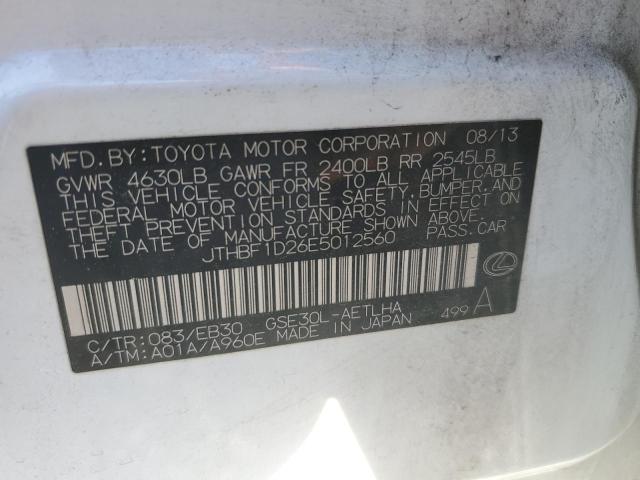 MFD. BY: TOYOTA MOTOR CORPORATION 08/13
GVWR 4630LB GAWR FR 2400LB RR 2545LB
THIS VEHICLE CONFORMS TO ALL APPLICABLE
FEDERAL MOTOR VEHICLE SAFETY, BUMPER, AND
THEFT PREVENTION STANDARDS IN EFFECT ON
THE DATE OF MANUFACTURE SHOWN ABOVE.
JTHBF1D26E5012560 PASS.CAR
C/TR:083/EB30 GSE30L-AETLHA
A/TM:A01A/A960E MADE IN JAPAN 499 A